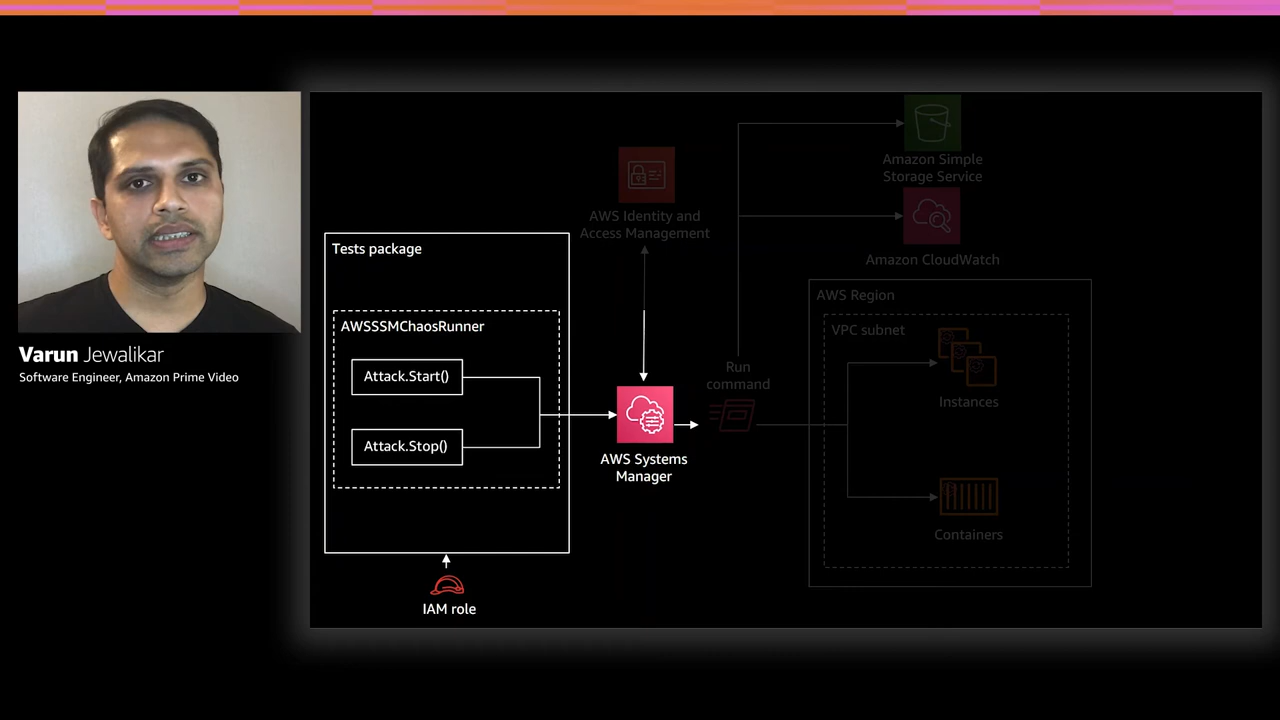 Varun Jewalikar
Software Engineer, Amazon Prime Video
Tests package
AWSSSMChaosRunner
Attack.Start()
Attack.Stop()
IAM role
AWS Identity and
Access Management
AWS Systems
Manager
Run
command
Amazon Simple
Storage Service
Amazon CloudWatch
AWS Region
VPC subnet
Instances
Containers